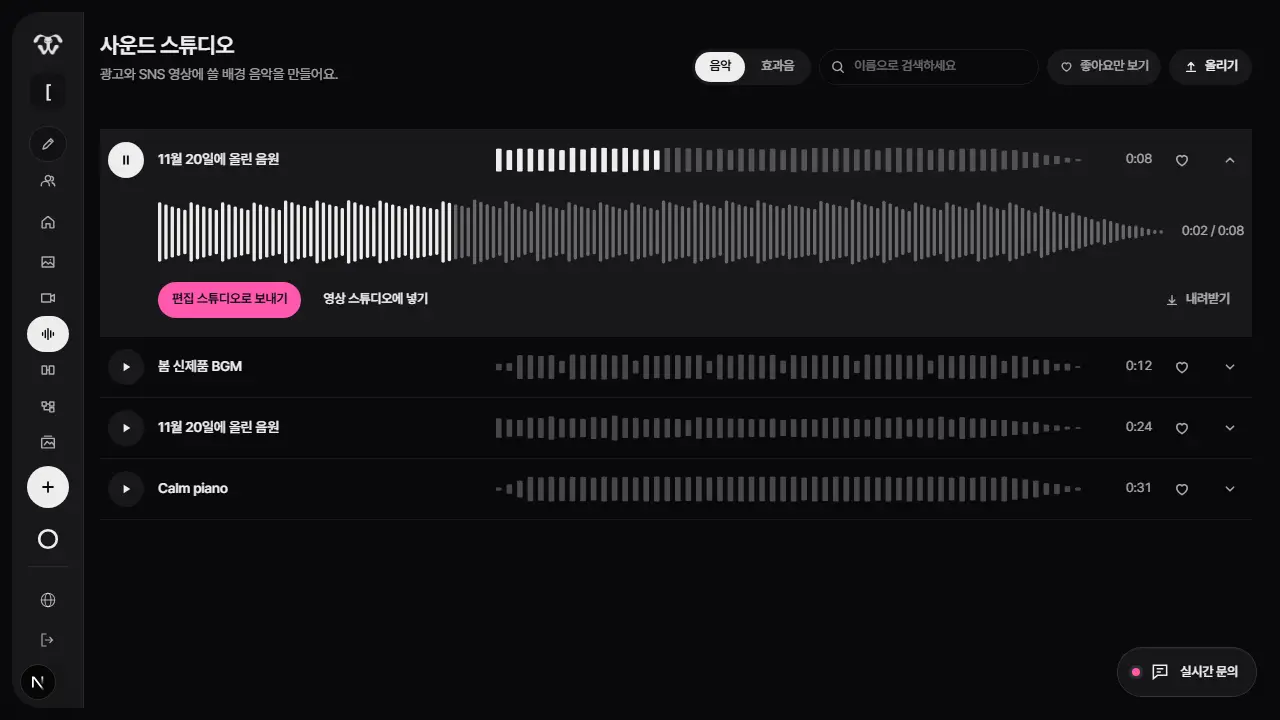 사운드 스튜디오
광고와 SNS 영상에 쓸 배경 음악을 만들어요.
음악
효과음
이름으로 검색하세요
좋아요만 보기
올리기
[
11월 20일에 올린 음원
0:08
0:02 / 0:08
편집 스튜디오로 보내기
영상 스튜디오에 넣기
내려받기
봄 신제품 BGM
0:12
11월 20일에 올린 음원
0:24
Calm piano
0:31
N
실시간 문의